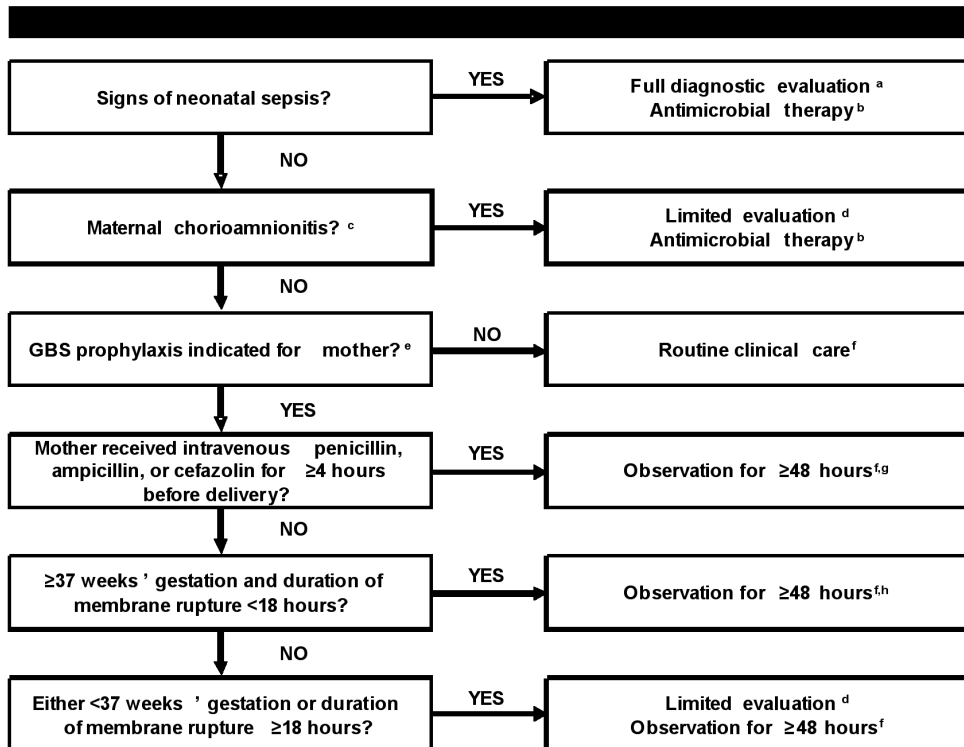 Signs of neonatal sepsis?
YES
Full diagnostic evaluation a
Antimicrobial therapy b
NO
Maternal chorioamnionitis? c
YES
Limited evaluation d
Antimicrobial therapy b
NO
GBS prophylaxis indicated for mother? e
NO
Routine clinical care f
YES
Mother received intravenous penicillin,
ampicillin, or cefazolin for ≥4 hours
before delivery?
YES
Observation for ≥48 hours f,g
NO
≥37 weeks ’ gestation and duration of
membrane rupture <18 hours?
YES
Observation for ≥48 hours f,h
NO
Either <37 weeks ’ gestation or duration
of membrane rupture ≥18 hours?
YES
Limited evaluation d
Observation for ≥48 hours f